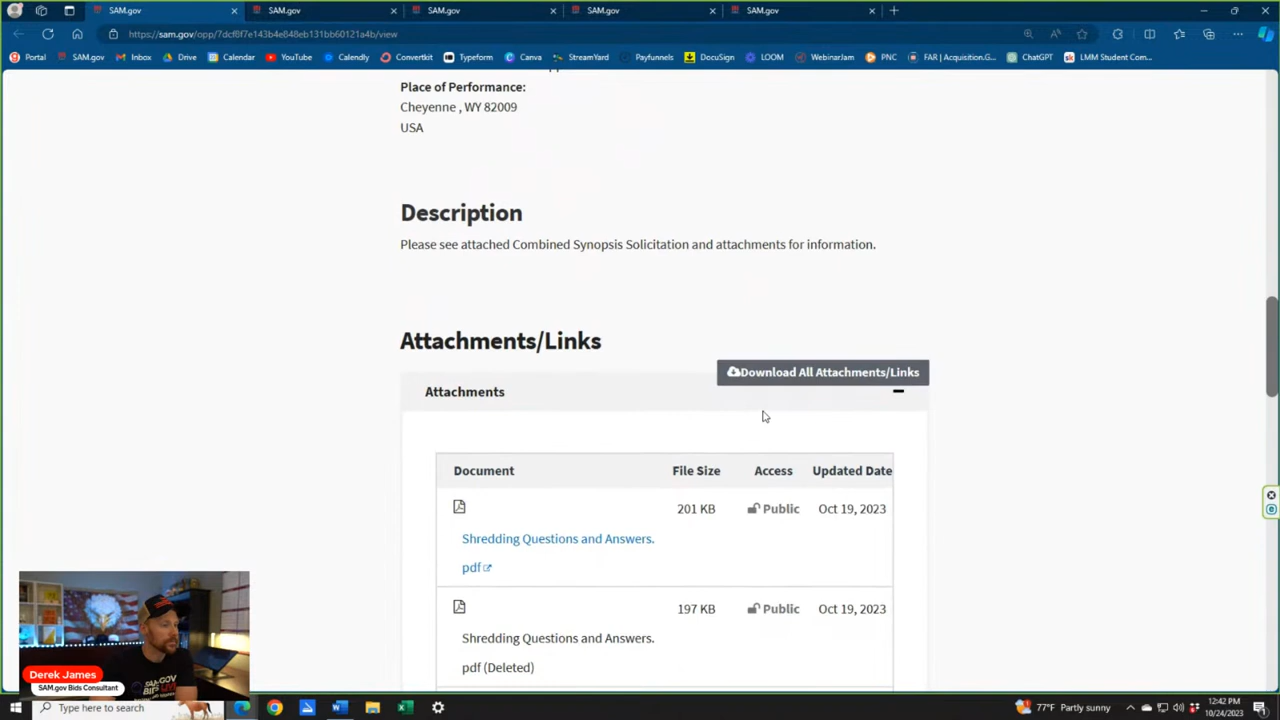 SAM.gov
SAM.gov
SAM.gov
SAM.gov
SAM.gov
https://sam.gov/opp/7dcf8f7e143b4e848eb131bb60121a4b/view
Portal
SAM.gov
Inbox
Drive
Calendar
YouTube
Calendly
Convertkit
Typeform
Canva
StreamYard
Payfunnels
DocuSign
LOOM
WebinarJam
PNC
FAR | Acquisition.G...
ChatGPT
LMM Student Com...
Place of Performance:
Cheyenne , WY 82009
USA
Description
Please see attached Combined Synopsis Solicitation and attachments for information.
Attachments/Links
Download All Attachments/Links
Attachments
Document File Size Access Updated Date
201 KB Public Oct 19, 2023
Shredding Questions and Answers.
pdf
197 KB Public Oct 19, 2023
Shredding Questions and Answers.
pdf (Deleted)
Derek James
SAM.gov Bids Consultant
SAM.GOV
BIDS LIVE
Type here to search
77°F Partly sunny
12:42 PM
10/24/2023